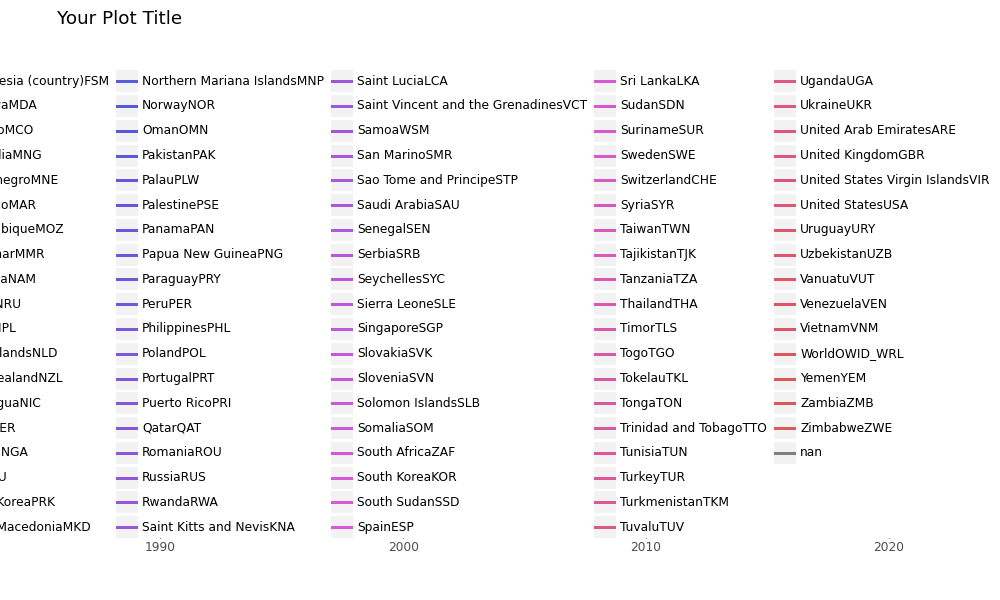 Your Plot Title
esia (country)FSM
aMDA
oMCO
liaMNG
negroMNE
oMAR
biqueMOZ
arMMR
aNAM
NRU
PL
landsNLD
ealandNZL
guaNIC
ER
NGA
U
KoreaPRK
MacedoniaMKD
Northern Mariana IslandsMNP
NorwayNOR
OmanOMN
PakistanPAK
PalauPLW
PalestinePSE
PanamaPAN
Papua New GuineaPNG
ParaguayPRY
PeruPER
PhilippinesPHL
PolandPOL
PortugalPRT
Puerto RicoPRI
QatarQAT
RomaniaROU
RussiaRUS
RwandaRWA
Saint Kitts and NevisKNA
Saint LuciaLCA
Saint Vincent and the GrenadinesVCT
SamoaWSM
San MarinoSMR
Sao Tome and PrincipeSTP
Saudi ArabiaSAU
SenegalSEN
SerbiaSRB
SeychellesSYC
Sierra LeoneSLE
SingaporeSGP
SlovakiaSVK
SloveniaSVN
Solomon IslandsSLB
SomaliaSOM
South AfricaZAF
South KoreaKOR
South SudanSSD
SpainESP
Sri LankaLKA
SudanSDN
SurinameSUR
SwedenSWE
SwitzerlandCHE
SyriaSYR
TaiwanTWN
TajikistanTJK
TanzaniaTZA
ThailandTHA
TimorTLS
TogoTGO
TokelauTKL
TongaTON
Trinidad and TobagoTTO
TunisiaTUN
TurkeyTUR
TurkmenistanTKM
TuvaluTUV
UgandaUGA
UkraineUKR
United Arab EmiratesARE
United KingdomGBR
United States Virgin IslandsVIR
United StatesUSA
UruguayURY
UzbekistanUZB
VanuatuVUT
VenezuelaVEN
VietnamVNM
WorldOWID_WRL
YemenYEM
ZambiaZMB
ZimbabweZWE
nan
1990
2000
2010
2020